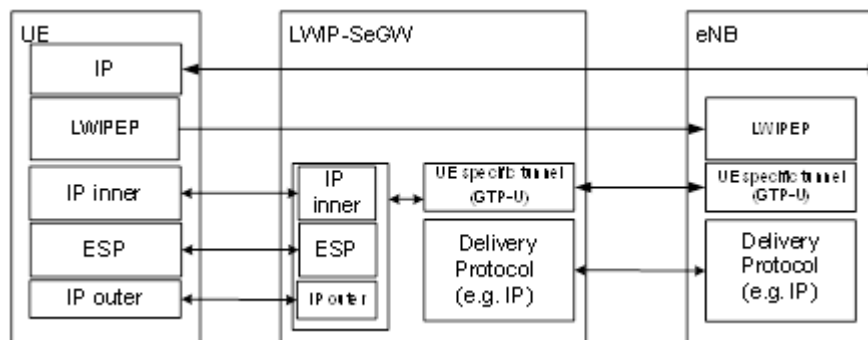 UE
IP
LWIPEP
IP inner
ESP
IP outer
LWIP-SeGW
IP
inner
ESP
IP outer
UE specific tunnel
(GTP-U)
Delivery
Protocol
(e.g. IP)
eNB
LWIPEP
UE specific tunnel
(GTP-U)
Delivery
Protocol
(e.g. IP)